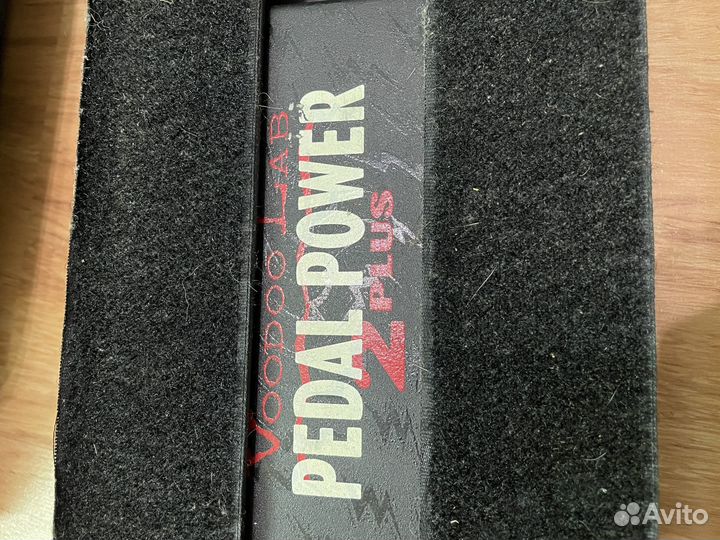 VOODOO LAB
PEDAL POWER
2 PLUS
Avito